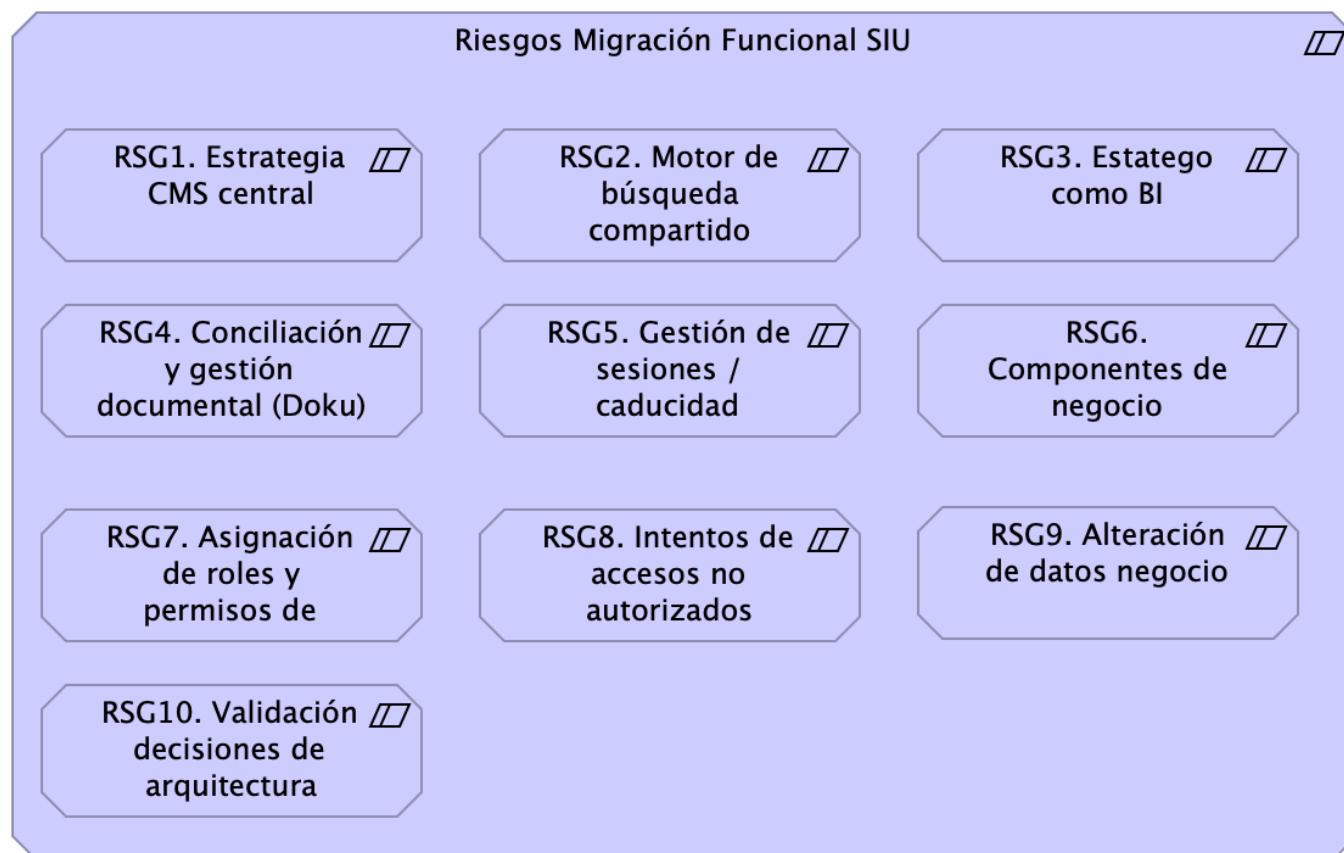 Riesgos Migración Funcional SIU
RSG1. Estrategia
CMS central
RSG2. Motor de
búsqueda
compartido
RSG3. Estatego
como BI
RSG4. Conciliación
y gestión
documental (Doku)
RSG5. Gestión de
sesiones /
caducidad
RSG6.
Componentes de
negocio
RSG7. Asignación
de roles y
permisos de
RSG8. Intentos de
accesos no
autorizados
RSG9. Alteración
de datos negocio
RSG10. Validación
decisiones de
arquitectura